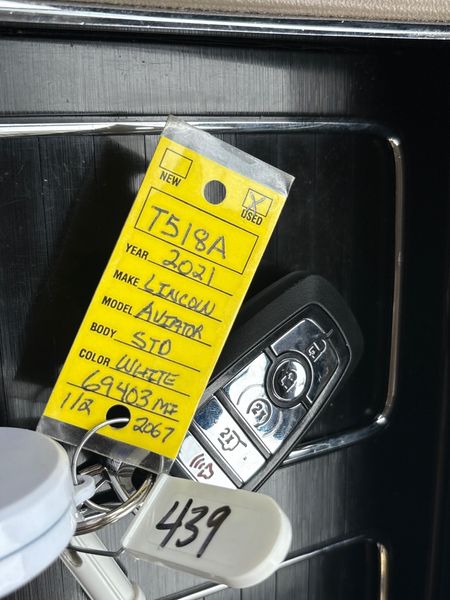 NEW
X
USED
T518A
YEAR 2021
MAKE LINCOLN
MODEL AVIATOR
BODY STD
COLOR WHITE
69403 MI
1/2 2067
2X
439